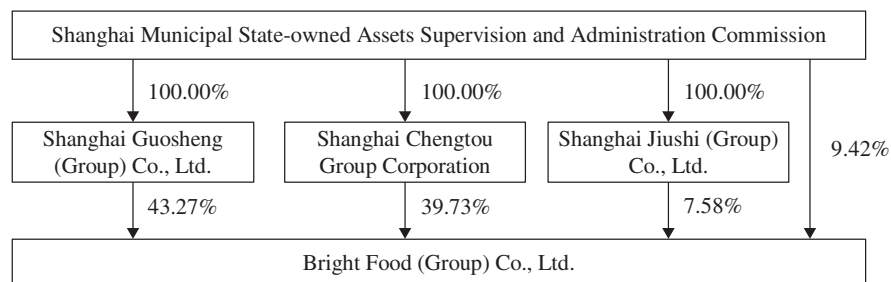 Shanghai Municipal State-owned Assets Supervision and Administration Commission
100.00%
100.00%
100.00%
Shanghai Guosheng
(Group) Co., Ltd.
Shanghai Chengtou
Group Corporation
Shanghai Jiushi (Group)
Co., Ltd.
9.42%
43.27%
39.73%
7.58%
Bright Food (Group) Co., Ltd.